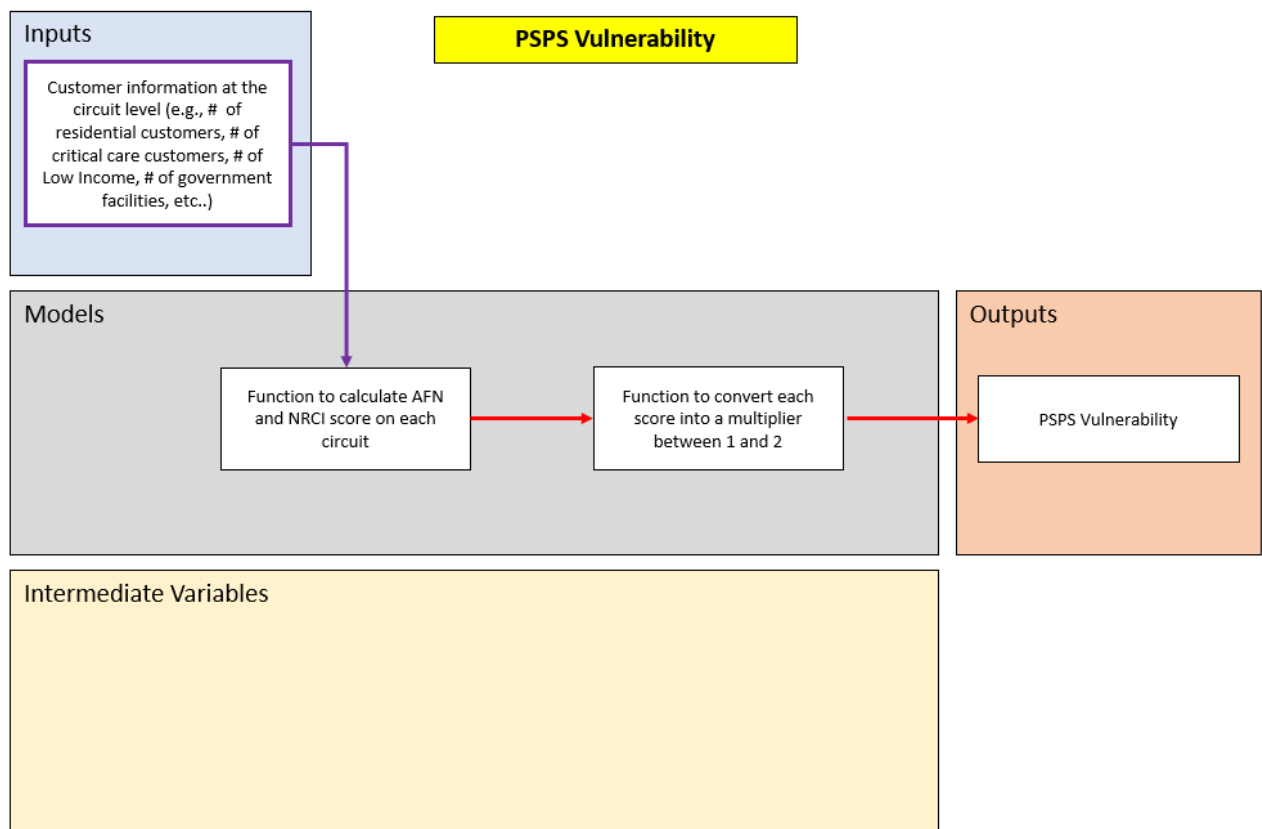 Inputs
PSPS Vulnerability
Customer information at the
circuit level (e.g., # of
residential customers, # of
critical care customers, # of
Low Income, # of government
facilities, etc..)
Models
Function to calculate AFN
and NRCI score on each
circuit
Function to convert each
score into a multiplier
between 1 and 2
Outputs
PSPS Vulnerability
Intermediate Variables